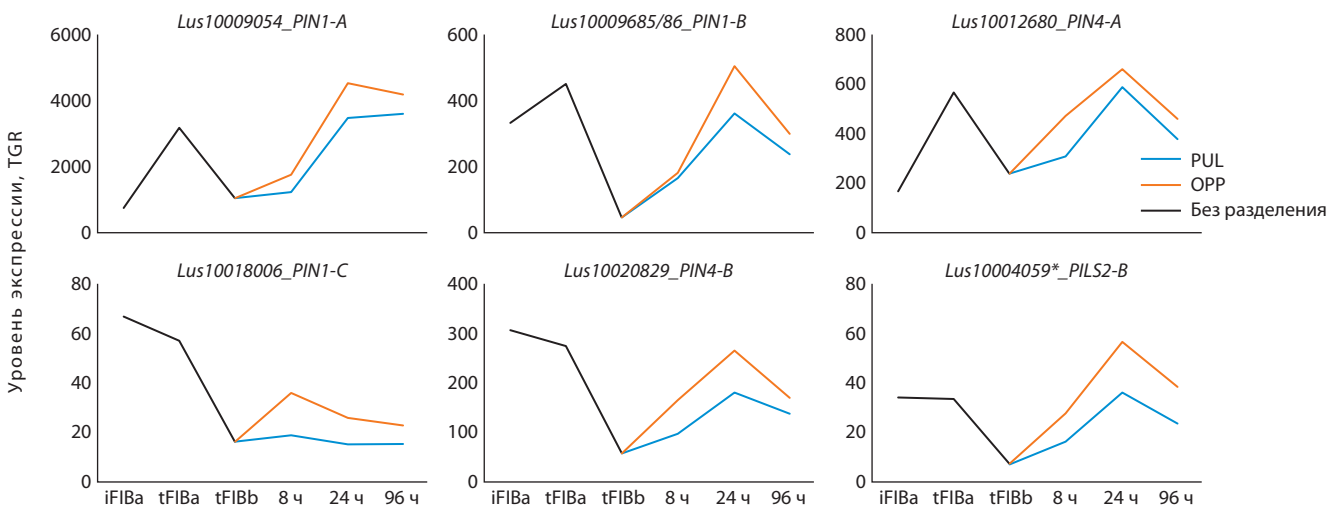 Уровень экспрессии, TGR
Lus10009054_PIN1-A
6000
4000
2000
0
Lus10009685/86_PIN1-B
600
400
200
0
Lus10012680_PIN4-A
800
600
400
200
0
PUL
OPP
Без разделения
Lus10018006_PIN1-C
80
60
40
20
0
iFIBa tFIBa tFIBb 8 ч 24 ч 96 ч
Lus10020829_PIN4-B
400
300
200
100
0
iFIBa tFIBa tFIBb 8 ч 24 ч 96 ч
Lus10004059*_PILS2-B
80
60
40
20
0
iFIBa tFIBa tFIBb 8 ч 24 ч 96 ч